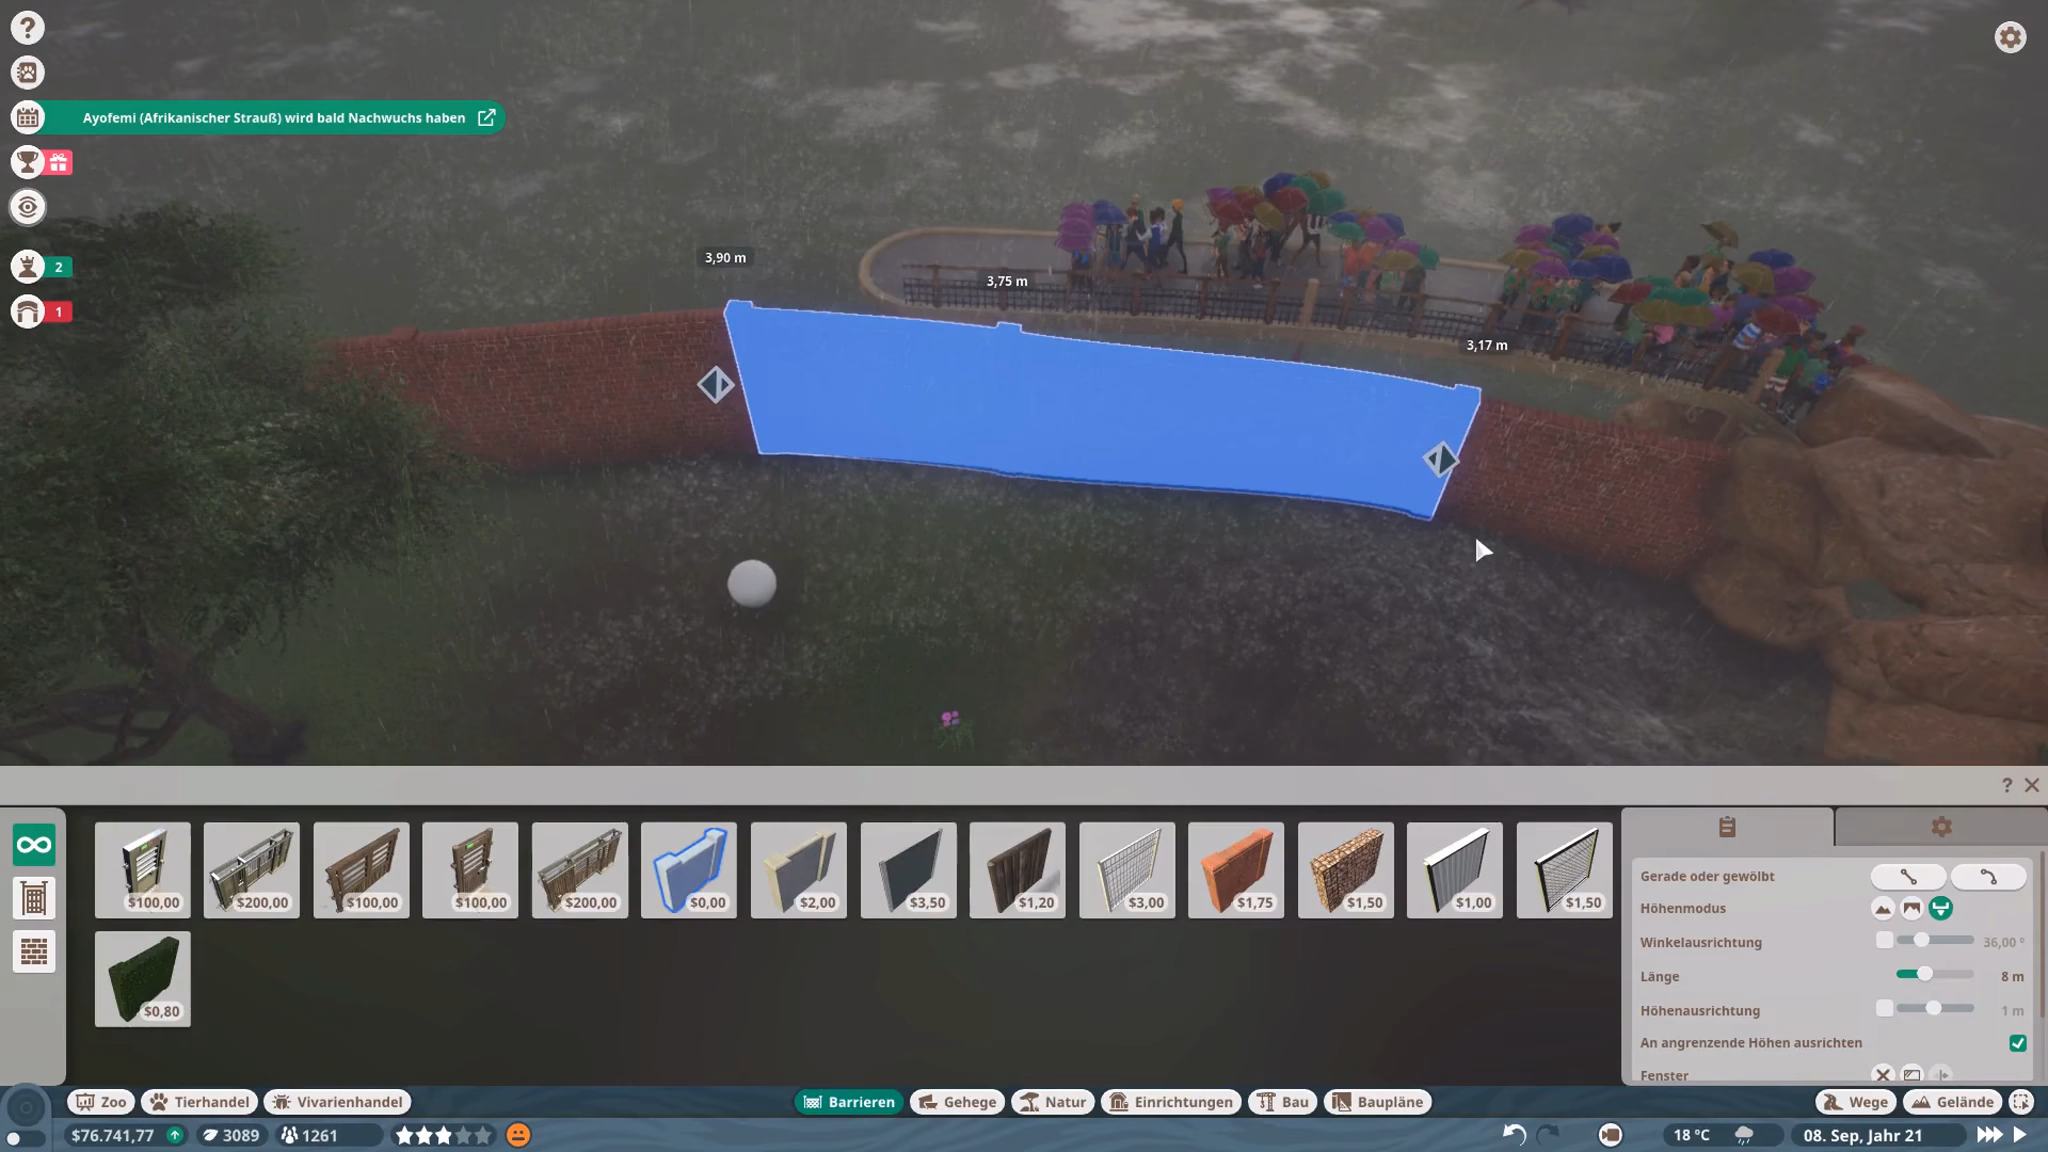 ?
Ayofemi (Afrikanischer Strauß) wird bald Nachwuchs haben
2
1
3,90 m
3,75 m
3,17 m
?
$100,00
$200,00
$100,00
$100,00
$200,00
$0,00
$2,00
$3,50
$1,20
$3,00
$1,75
$1,50
$1,00
$1,50
$0,80
Gerade oder gewölbt
Höhenmodus
Winkelausrichtung
36,00 °
Länge
8 m
Höhenausrichtung
1 m
An angrenzende Höhen ausrichten
Fenster
Zoo
Tierhandel
Vivarienhandel
Barrieren
Gehege
Natur
Einrichtungen
Bau
Baupläne
Wege
Gelände
$76.741,77
3089
1261
18 °C
08. Sep, Jahr 21